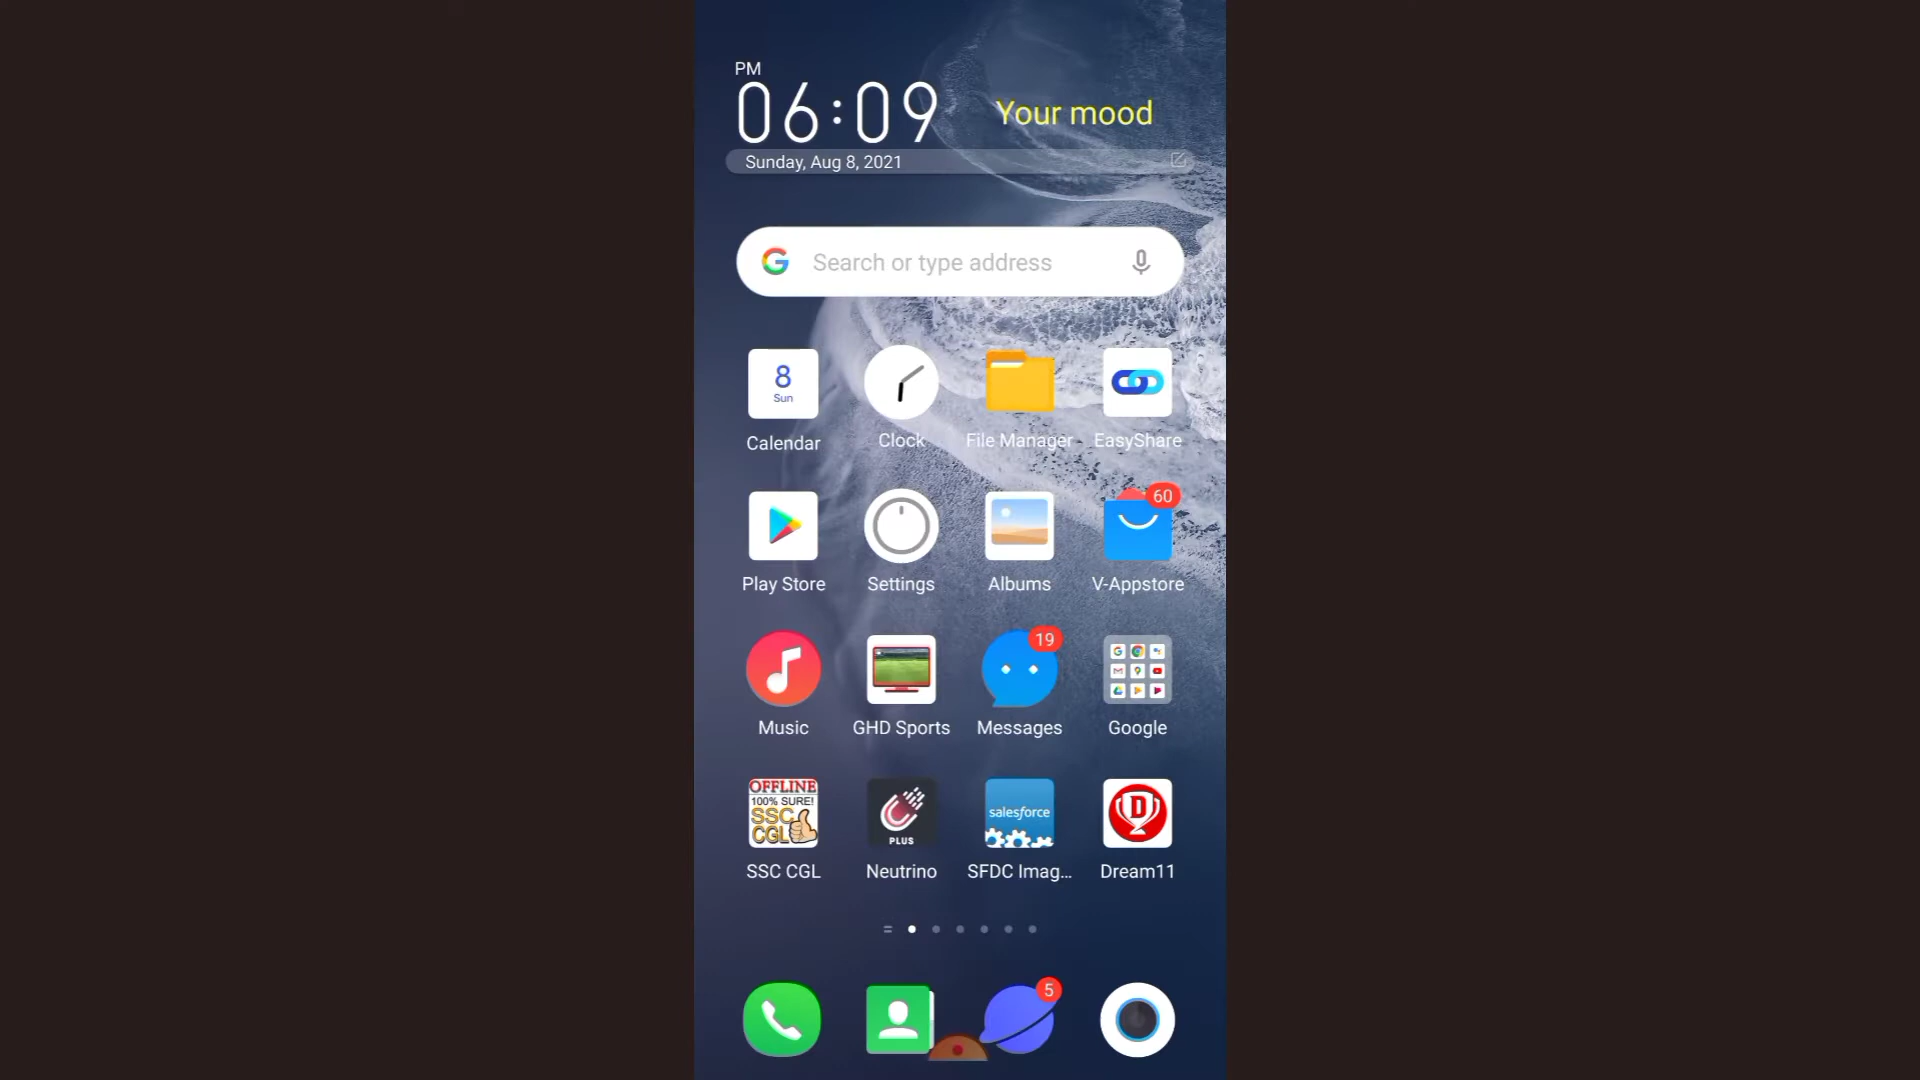 PM
06:09
Your mood
Sunday, Aug 8, 2021
Search or type address
8
Sun
Calendar
Clock
File Manager
EasyShare
60
Play Store
Settings
Albums
V-Appstore
19
Music
GHD Sports
Messages
Google
OFFLINE
100% SURE!
SSC
CGL
PLUS
salesforce
D
SSC CGL
Neutrino
SFDC Imag...
Dream11
5